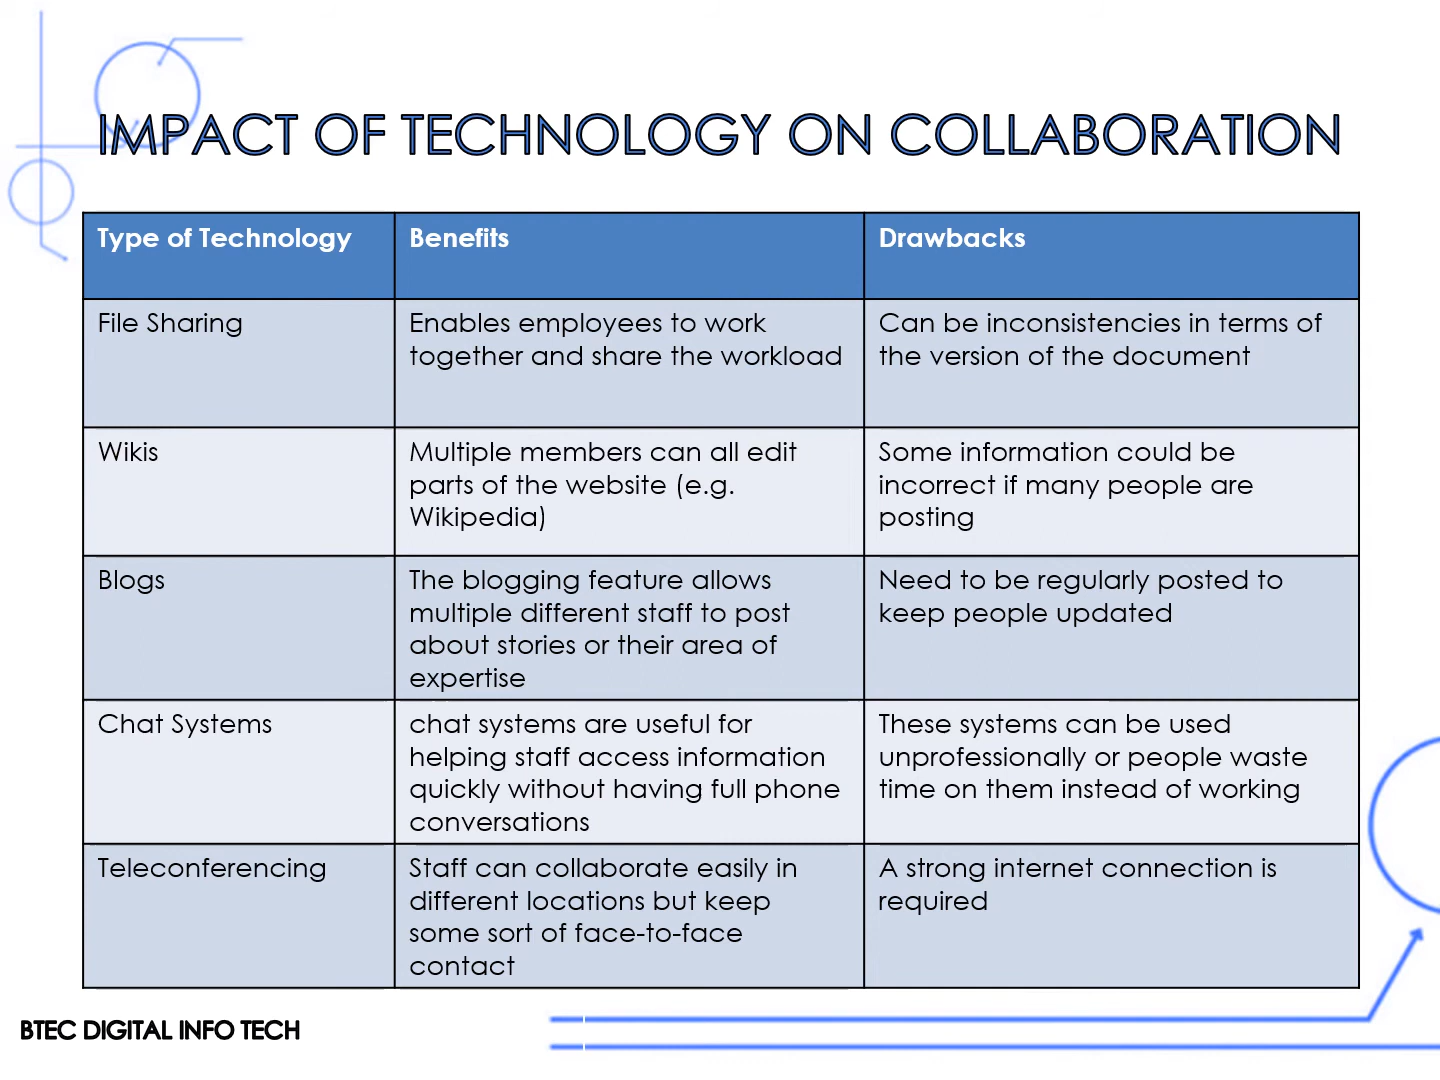 IMPACT OF TECHNOLOGY ON COLLABORATION
Type of Technology
Benefits
Drawbacks
File Sharing
Enables employees to work
together and share the workload
Can be inconsistencies in terms of
the version of the document
Wikis
Multiple members can all edit
parts of the website (e.g.
Wikipedia)
Some information could be
incorrect if many people are
posting
Blogs
The blogging feature allows
multiple different staff to post
about stories or their area of
expertise
Need to be regularly posted to
keep people updated
Chat Systems
chat systems are useful for
helping staff access information
quickly without having full phone
conversations
These systems can be used
unprofessionally or people waste
time on them instead of working
Teleconferencing
Staff can collaborate easily in
different locations but keep
some sort of face-to-face
contact
A strong internet connection is
required
BTEC DIGITAL INFO TECH